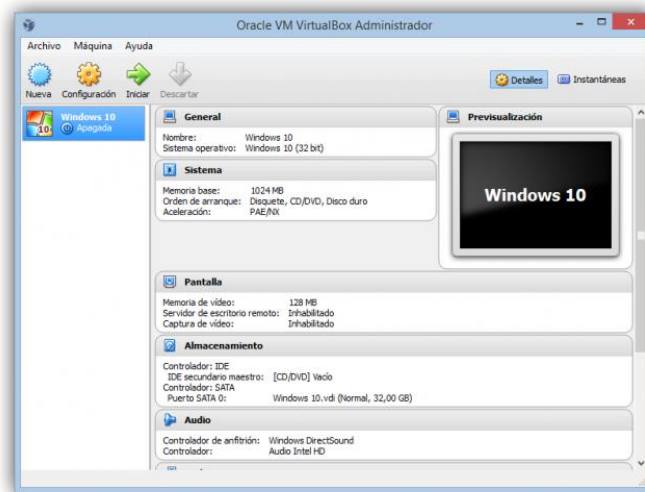 Oracle VM VirtualBox Administrador
Archivo Máquina Ayuda
Nueva Configuración Iniciar Descartar
Detalles Instantáneas
Windows 10
Apagada
General
Nombre: Windows 10
Sistema operativo: Windows 10 (32 bit)
Sistema
Memoria base: 1024 MB
Orden de arranque: Disquete, CD/DVD, Disco duro
Aceleración: PAE/NX
Previsualización
Windows 10
Pantalla
Memoria de vídeo: 128 MB
Servidor de escritorio remoto: Inhabilitado
Captura de vídeo: Inhabilitado
Almacenamiento
Controlador: IDE
IDE secundario maestro: [CD/DVD] Vacío
Controlador: SATA
Puerto SATA 0: Windows 10.vdi (Normal, 32,00 GB)
Audio
Controlador de anfitrión: Windows DirectSound
Controlador: Audio Intel HD